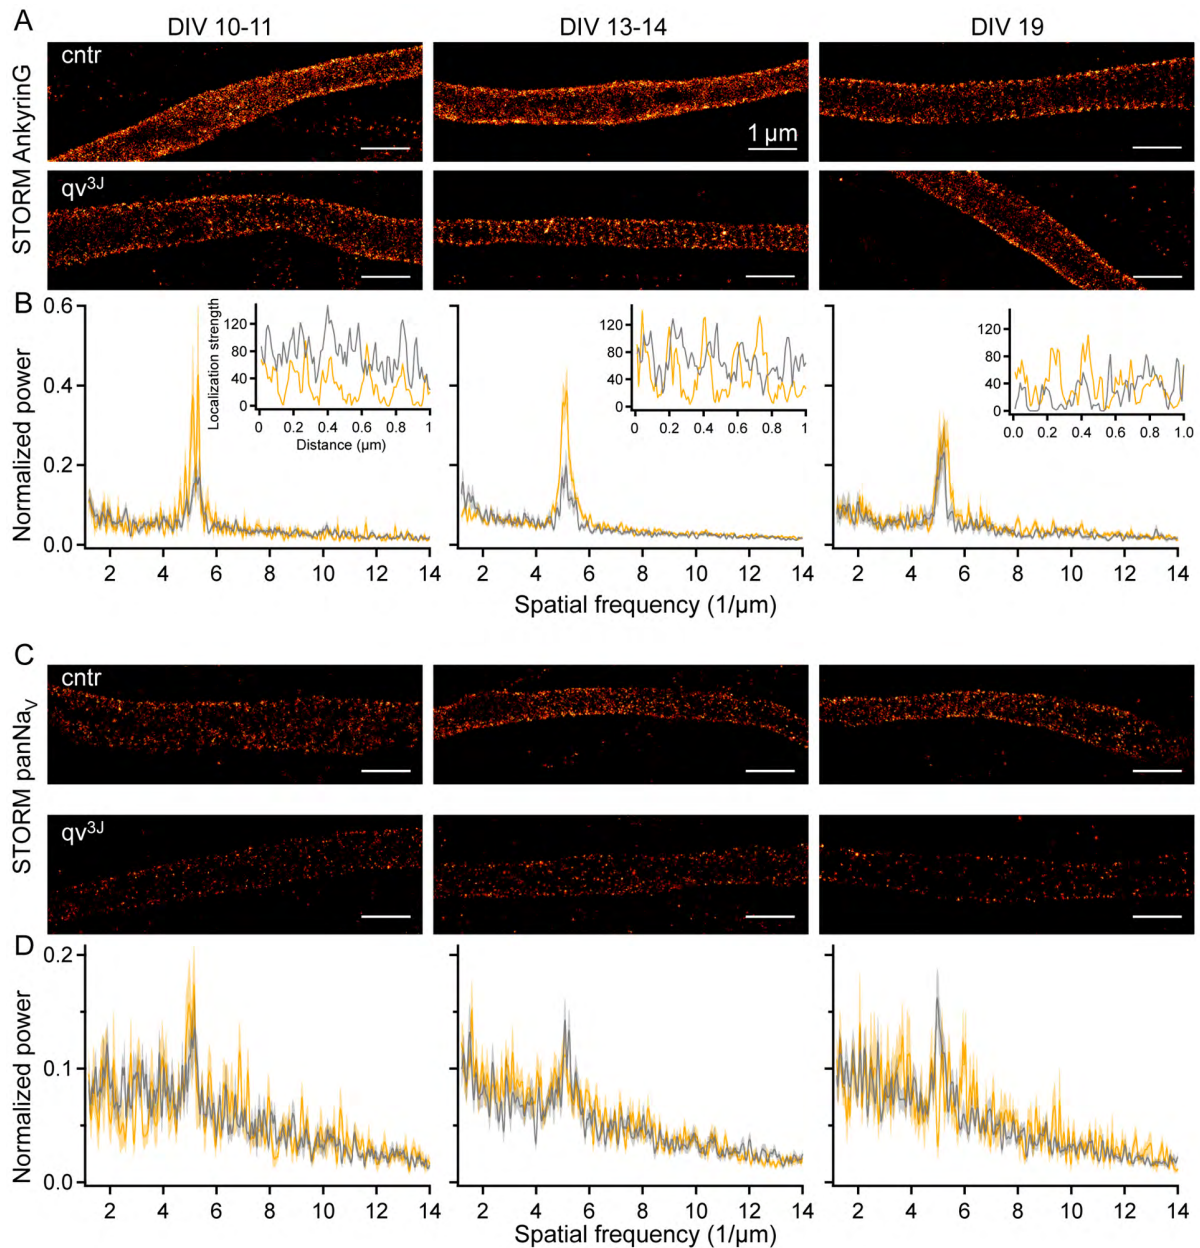 A
DIV 10-11
DIV 13-14
DIV 19
STORM AnkyringG
cntr
1 µm
qv3J
B
Normalized power
0.6
0.4
0.2
0.0
Localization strength
120
80
40
0
0 0.2 0.4 0.6 0.8 1
Distance (µm)
120
80
40
0
0 0.2 0.4 0.6 0.8 1
120
80
40
0
0.0 0.2 0.4 0.6 0.8 1.0
2 4 6 8 10 12 14
2 4 6 8 10 12 14
2 4 6 8 10 12 14
Spatial frequency (1/µm)
C
STORM panNaV
cntr
qv3J
D
Normalized power
0.2
0.1
0.0
2 4 6 8 10 12 14
2 4 6 8 10 12 14
2 4 6 8 10 12 14
Spatial frequency (1/µm)